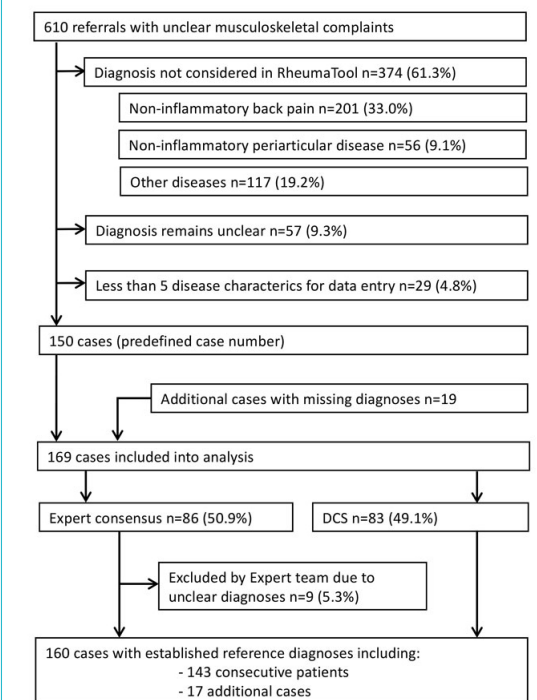 610 referrals with unclear musculoskeletal complaints
Diagnosis not considered in RheumaTool n=374 (61.3%)
Non-inflammatory back pain n=201 (33.0%)
Non-inflammatory periarticular disease n=56 (9.1%)
Other diseases n=117 (19.2%)
Diagnosis remains unclear n=57 (9.3%)
Less than 5 disease characterics for data entry n=29 (4.8%)
150 cases (predefined case number)
Additional cases with missing diagnoses n=19
169 cases included into analysis
Expert consensus n=86 (50.9%)
DCS n=83 (49.1%)
Excluded by Expert team due to
unclear diagnoses n=9 (5.3%)
160 cases with established reference diagnoses including:
- 143 consecutive patients
- 17 additional cases